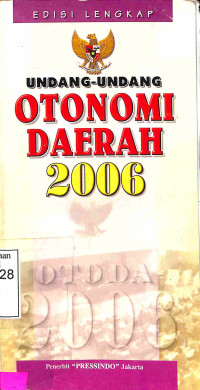 EDISI LENGKAP
UNDANG-UNDANG
OTONOMI
DAERAH
2006
28
OTODA
2006
Penerbit "PRESSINDO" Jakarta